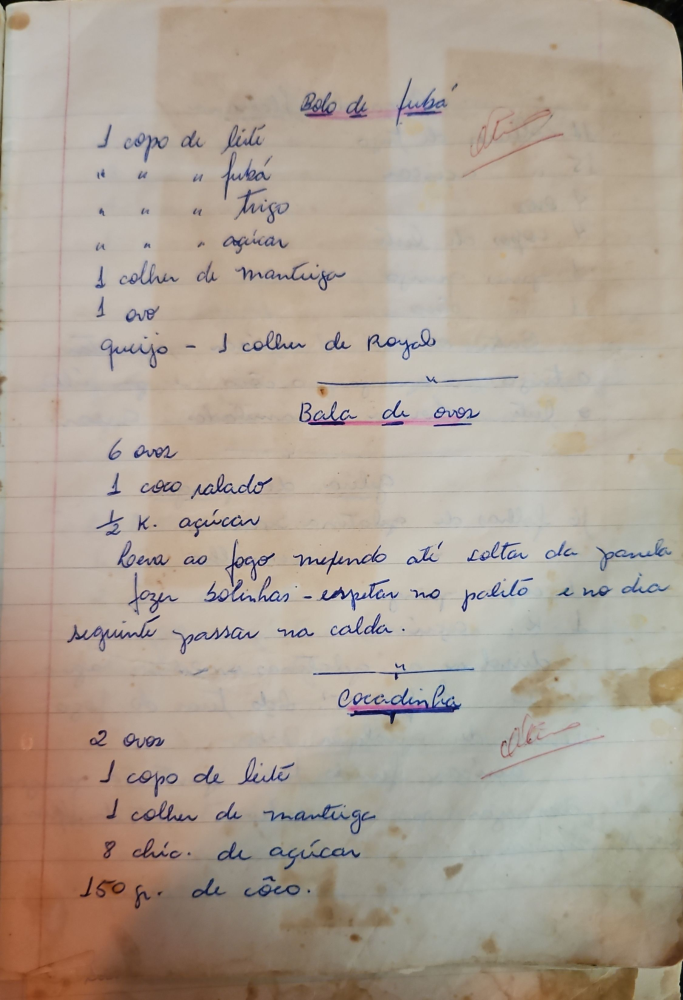 Bolo de fubá
1 copo de leite
" " " fubá
" " " trigo
" " " açúcar
1 colher de manteiga
1 ovo
queijo - 1 colher de Royal
"
Bala de ovos
6 ovos
1 coco ralado
1/2 K. açúcar
Leva ao fogo mexendo até soltar da panela
fazer bolinhas - espetar no palito e no dia
seguinte passar na calda.
"
Cocadinha
2 ovos
1 copo de leite
1 colher de manteiga
8 chíc. de açúcar
150 gr. de côco.